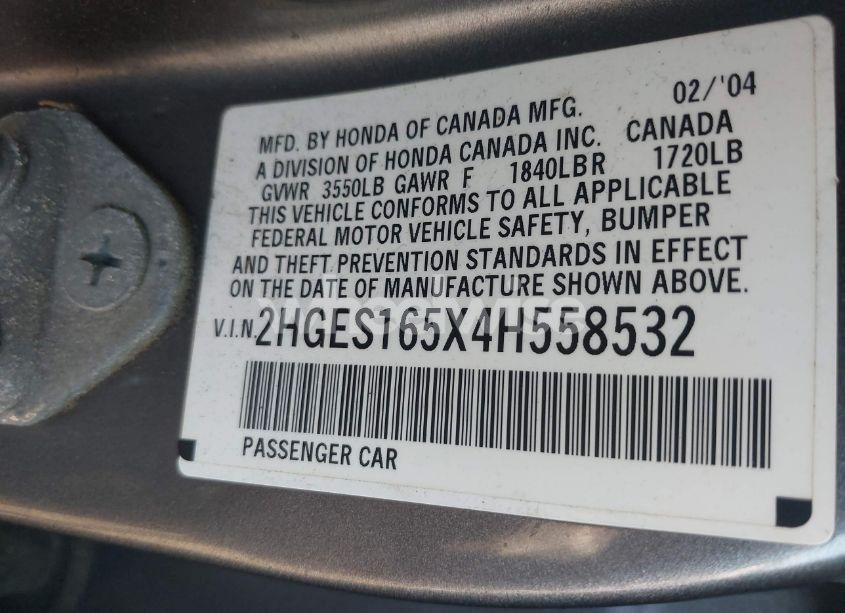 02/'04
MFD. BY HONDA OF CANADA MFG.
A DIVISION OF HONDA CANADA INC. CANADA
GVWR 3550LB GAWR F 1840LBR 1720LB
THIS VEHICLE CONFORMS TO ALL APPLICABLE
FEDERAL MOTOR VEHICLE SAFETY, BUMPER
AND THEFT PREVENTION STANDARDS IN EFFECT
ON THE DATE OF MANUFACTURE SHOWN ABOVE.
V.I.N. 2HGES165X4H558532
PASSENGER CAR